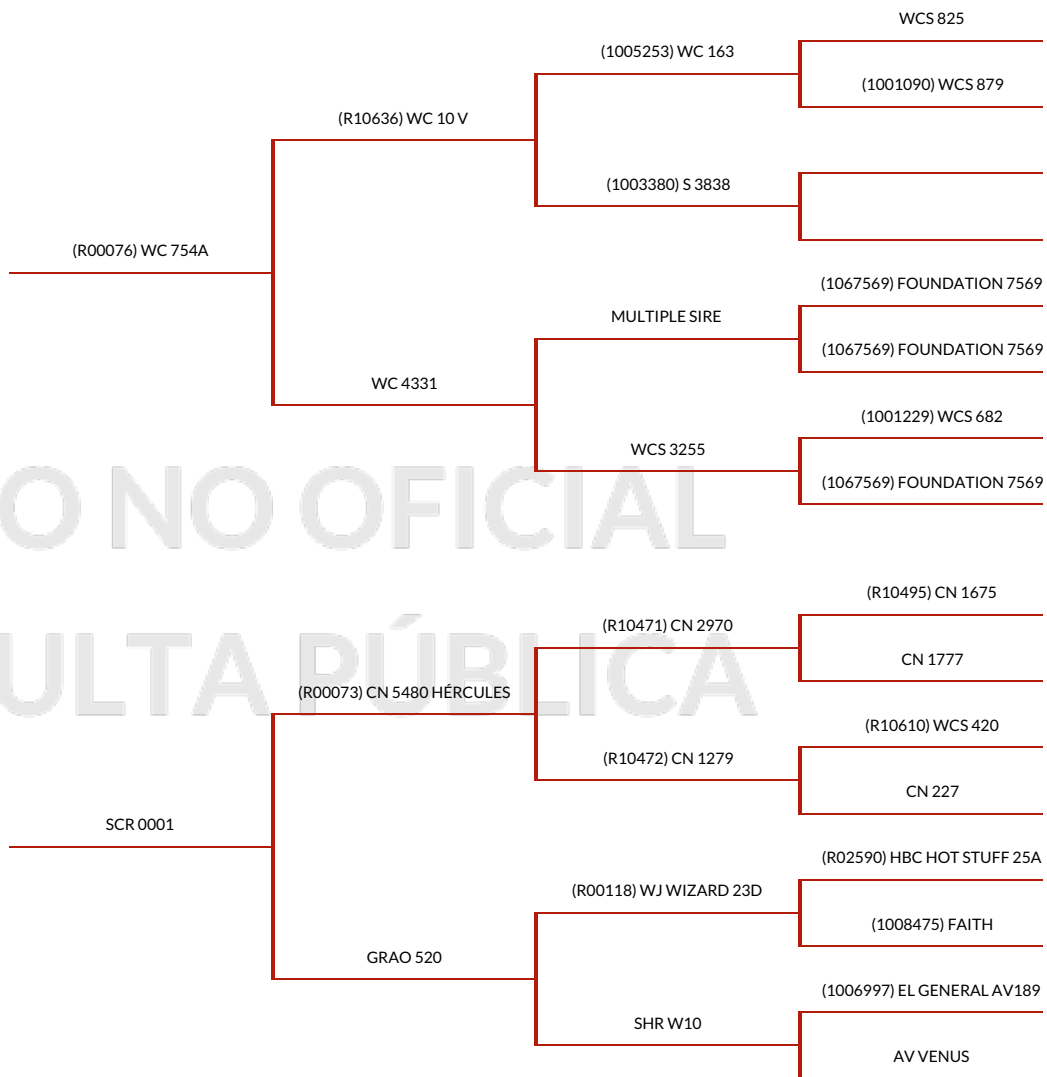 WCS 825
(1005253) WC 163
(1001090) WCS 879
(R10636) WC 10 V
(1003380) S 3838
(R00076) WC 754A
(1067569) FOUNDATION 7569
MULTIPLE SIRE
(1067569) FOUNDATION 7569
WC 4331
(1001229) WCS 682
WCS 3255
(1067569) FOUNDATION 7569
O NO OFICIAL
(R10495) CN 1675
(R10471) CN 2970
CN 1777
ULTA PÚBLICA
(R00073) CN 5480 HÉRCULES
(R10610) WCS 420
(R10472) CN 1279
CN 227
SCR 0001
(R02590) HBC HOT STUFF 25A
(R00118) WJ WIZARD 23D
(1008475) FAITH
GRAO 520
(1006997) EL GENERAL AV189
SHR W10
AV VENUS